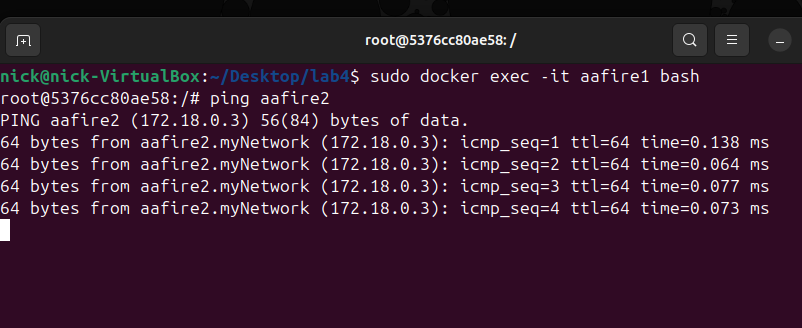 root@5376cc80ae58: /
nick@nick-VirtualBox:~/Desktop/lab4$ sudo docker exec -it aafire1 bash
root@5376cc80ae58:/# ping aafire2
PING aafire2 (172.18.0.3) 56(84) bytes of data.
64 bytes from aafire2.myNetwork (172.18.0.3): icmp_seq=1 ttl=64 time=0.138 ms
64 bytes from aafire2.myNetwork (172.18.0.3): icmp_seq=2 ttl=64 time=0.064 ms
64 bytes from aafire2.myNetwork (172.18.0.3): icmp_seq=3 ttl=64 time=0.077 ms
64 bytes from aafire2.myNetwork (172.18.0.3): icmp_seq=4 ttl=64 time=0.073 ms